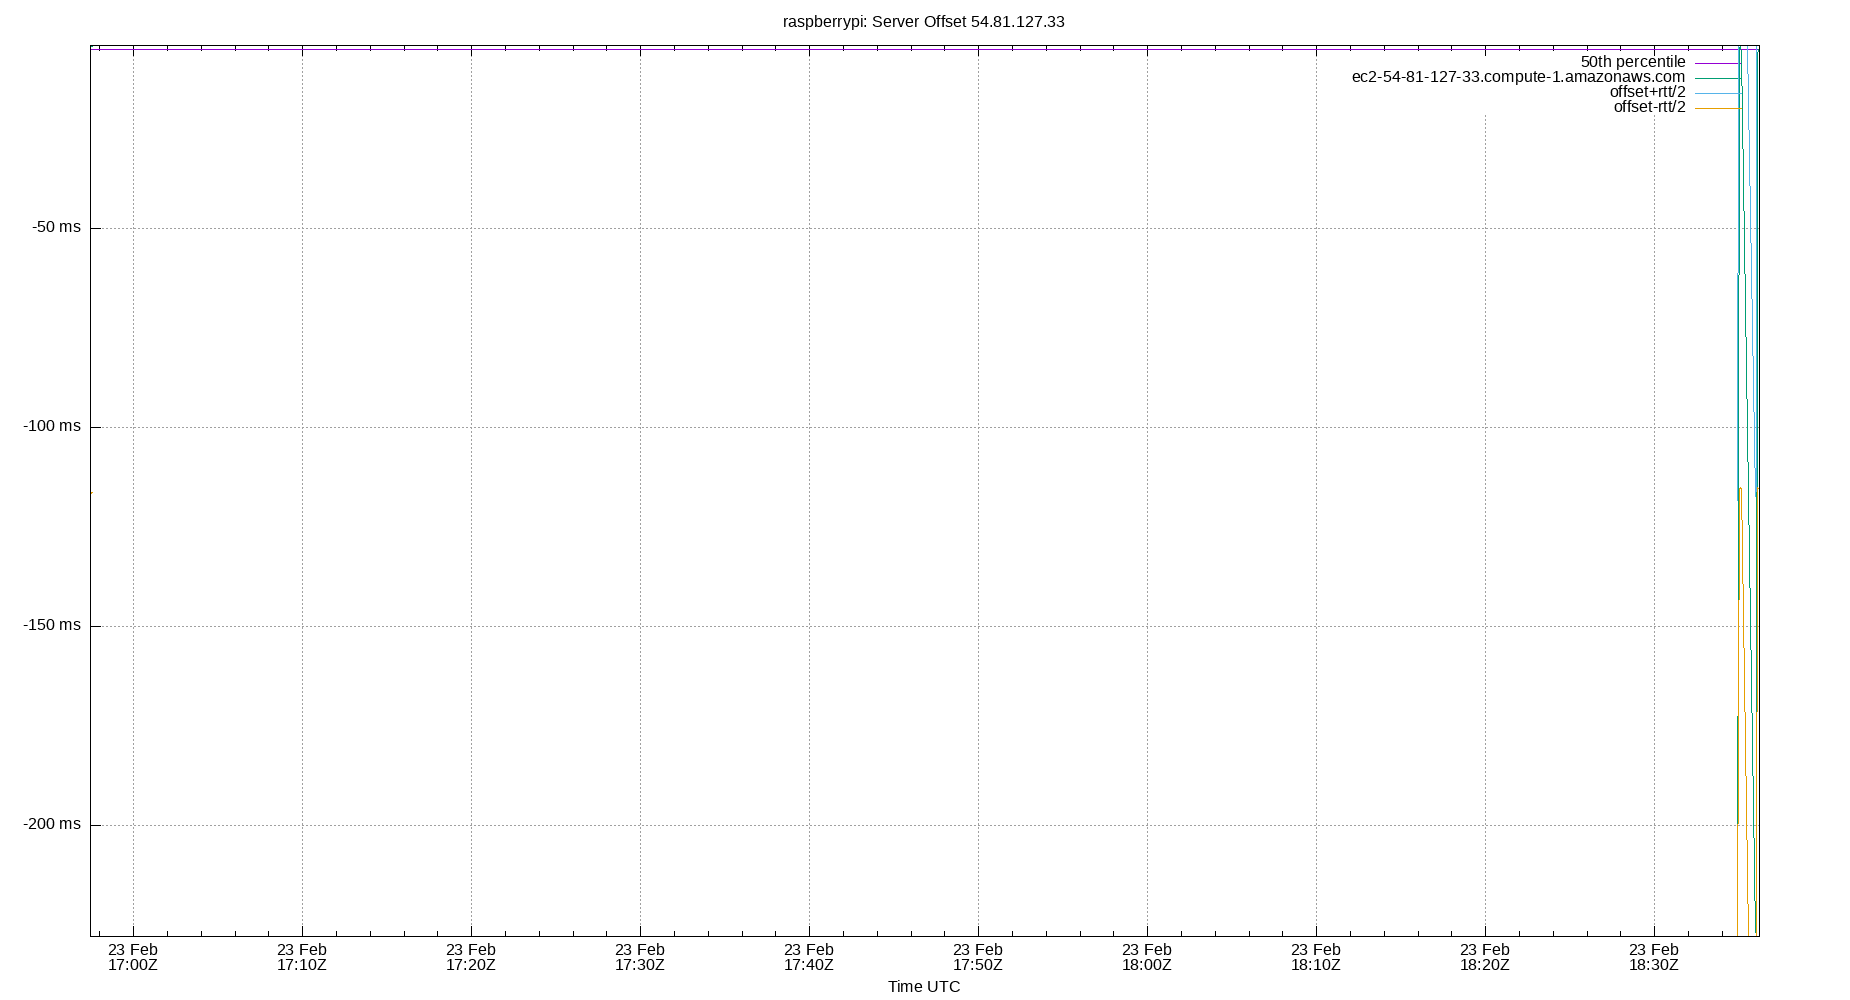 raspberrypi: Server Offset 54.81.127.33
50th percentile
ec2-54-81-127-33.compute-1.amazonaws.com
offset+rtt/2
offset-rtt/2
-50 ms
-100 ms
-150 ms
-200 ms
23 Feb 23 Feb 23 Feb 23 Feb 23 Feb 23 Feb 23 Feb 23 Feb 23 Feb 23 Feb
17:00Z 17:10Z 17:20Z 17:30Z 17:40Z 17:50Z 18:00Z 18:10Z 18:20Z 18:30Z
Time UTC